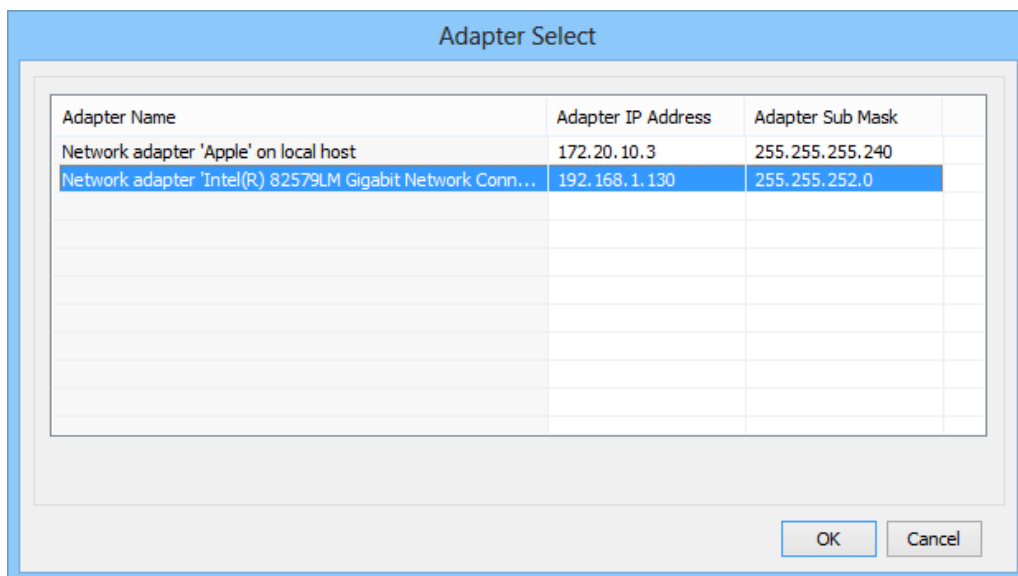 Adapter Select
Adapter Name Adapter IP Address Adapter Sub Mask
Network adapter 'Apple' on local host 172.20.10.3 255.255.255.240
Network adapter 'Intel(R) 82579LM Gigabit Network Conn... 192.168.1.130 255.255.252.0
OK Cancel